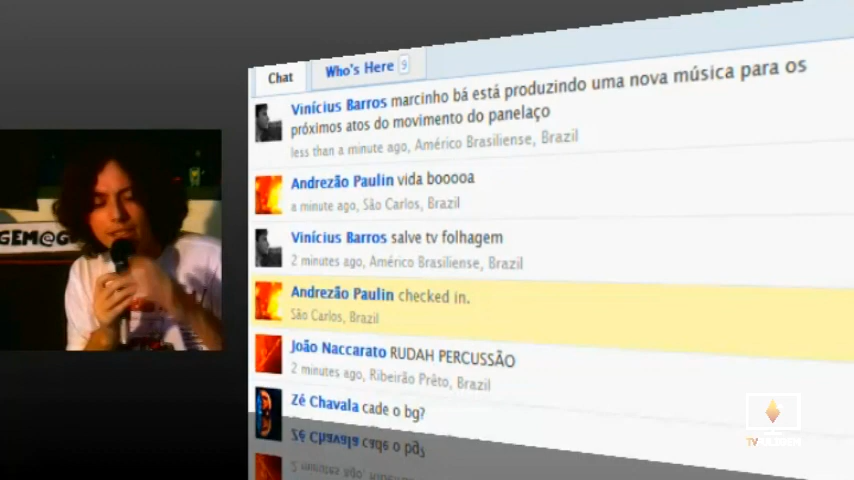 Chat
Who's Here 9
Vinícius Barros marcinho bá está produzindo uma nova música para os
próximos atos do movimento do panelaço
less than a minute ago, Américo Brasiliense, Brazil
Andrezão Paulin vida booooa
a minute ago, São Carlos, Brazil
Vinícius Barros salve tv folhagem
2 minutes ago, Américo Brasiliense, Brazil
Andrezão Paulin checked in.
São Carlos, Brazil
João Naccarato RUDAH PERCUSSÃO
2 minutes ago, Ribeirão Prêto, Brazil
Zé Chavala cade o bg?
GEM@G
TV